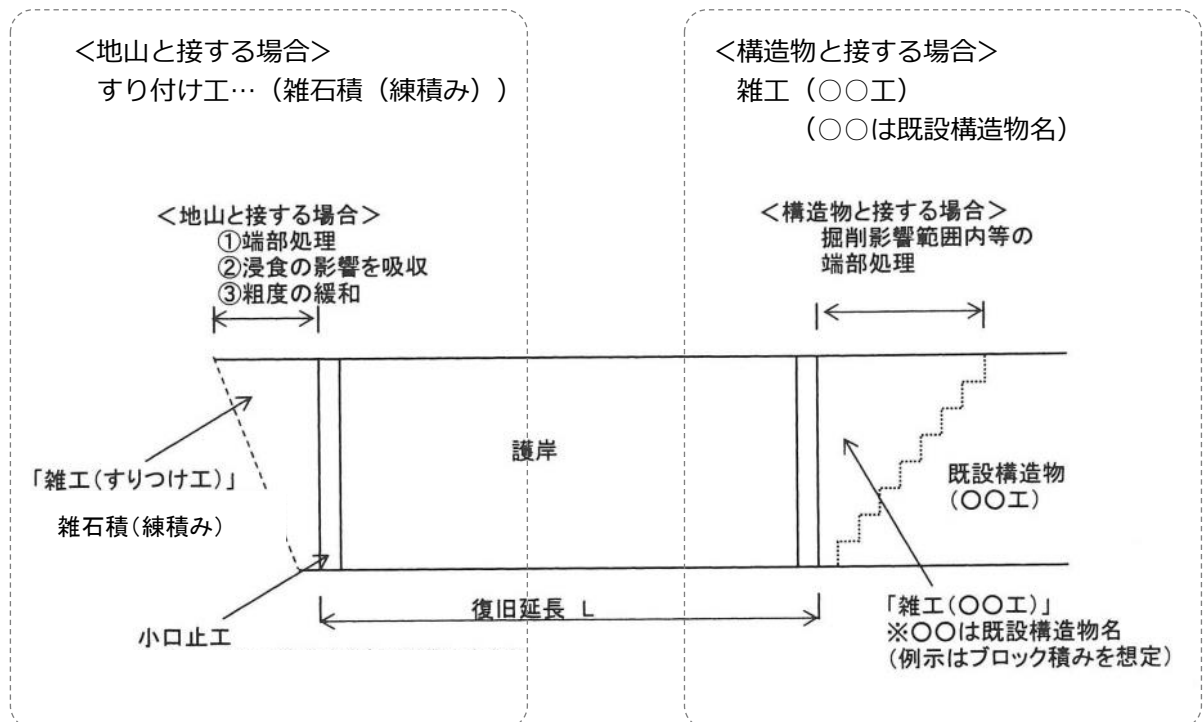 ＜地山と接する場合＞
すり付け工…（雑石積（練積み））
＜構造物と接する場合＞
雑工（○○工）
（○○は既設構造物名）
＜地山と接する場合＞
①端部処理
②浸食の影響を吸収
③粗度の緩和
＜構造物と接する場合＞
掘削影響範囲内等の
端部処理
護岸
「雑工(すりつけ工)」
雑石積(練積み)
既設構造物
(〇〇工)
小口止工
復旧延長 L
「雑工(〇〇工)」
※〇〇は既設構造物名
(例示はブロック積みを想定)